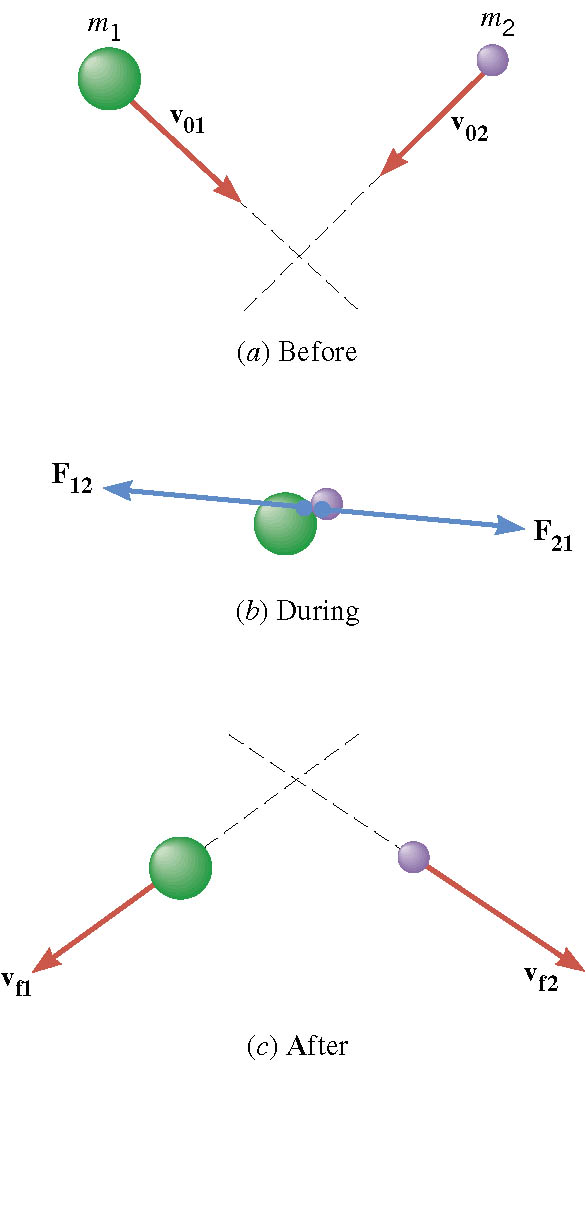 m1 m2
v01 v02
(a) Before
F12 F21
(b) During
vf1 vf2
(c) After